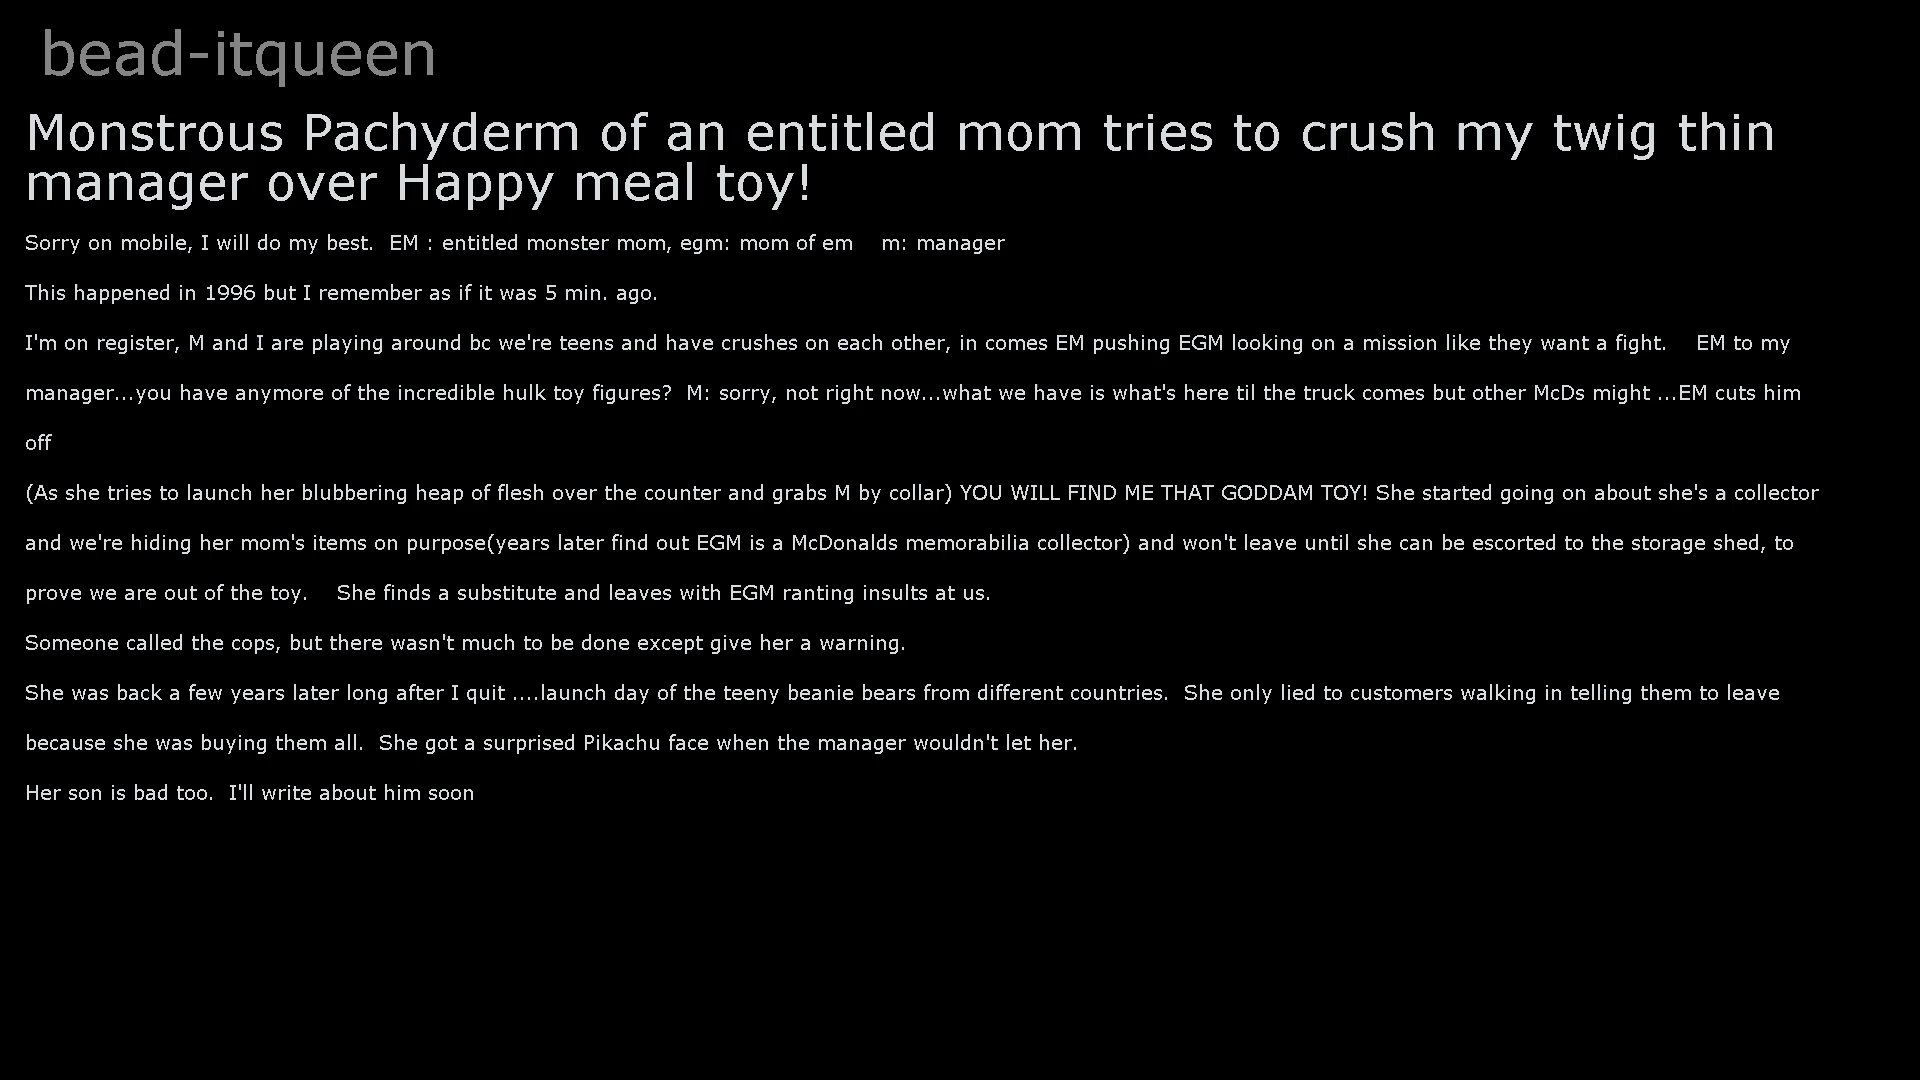 bead-itqueen
Monstrous Pachyderm of an entitled mom tries to crush my twig thin
manager over Happy meal toy!
Sorry on mobile, I will do my best.  EM : entitled monster mom, egm: mom of em    m: manager
This happened in 1996 but I remember as if it was 5 min. ago.
I'm on register, M and I are playing around bc we're teens and have crushes on each other, in comes EM pushing EGM looking on a mission like they want a fight.    EM to my
manager...you have anymore of the incredible hulk toy figures?  M: sorry, not right now...what we have is what's here til the truck comes but other McDs might ...EM cuts him
off
(As she tries to launch her blubbering heap of flesh over the counter and grabs M by collar) YOU WILL FIND ME THAT GODDAM TOY! She started going on about she's a collector
and we're hiding her mom's items on purpose(years later find out EGM is a McDonalds memorabilia collector) and won't leave until she can be escorted to the storage shed, to
prove we are out of the toy.    She finds a substitute and leaves with EGM ranting insults at us.
Someone called the cops, but there wasn't much to be done except give her a warning.
She was back a few years later long after I quit ....launch day of the teeny beanie bears from different countries.  She only lied to customers walking in telling them to leave
because she was buying them all.  She got a surprised Pikachu face when the manager wouldn't let her.
Her son is bad too.  I'll write about him soon